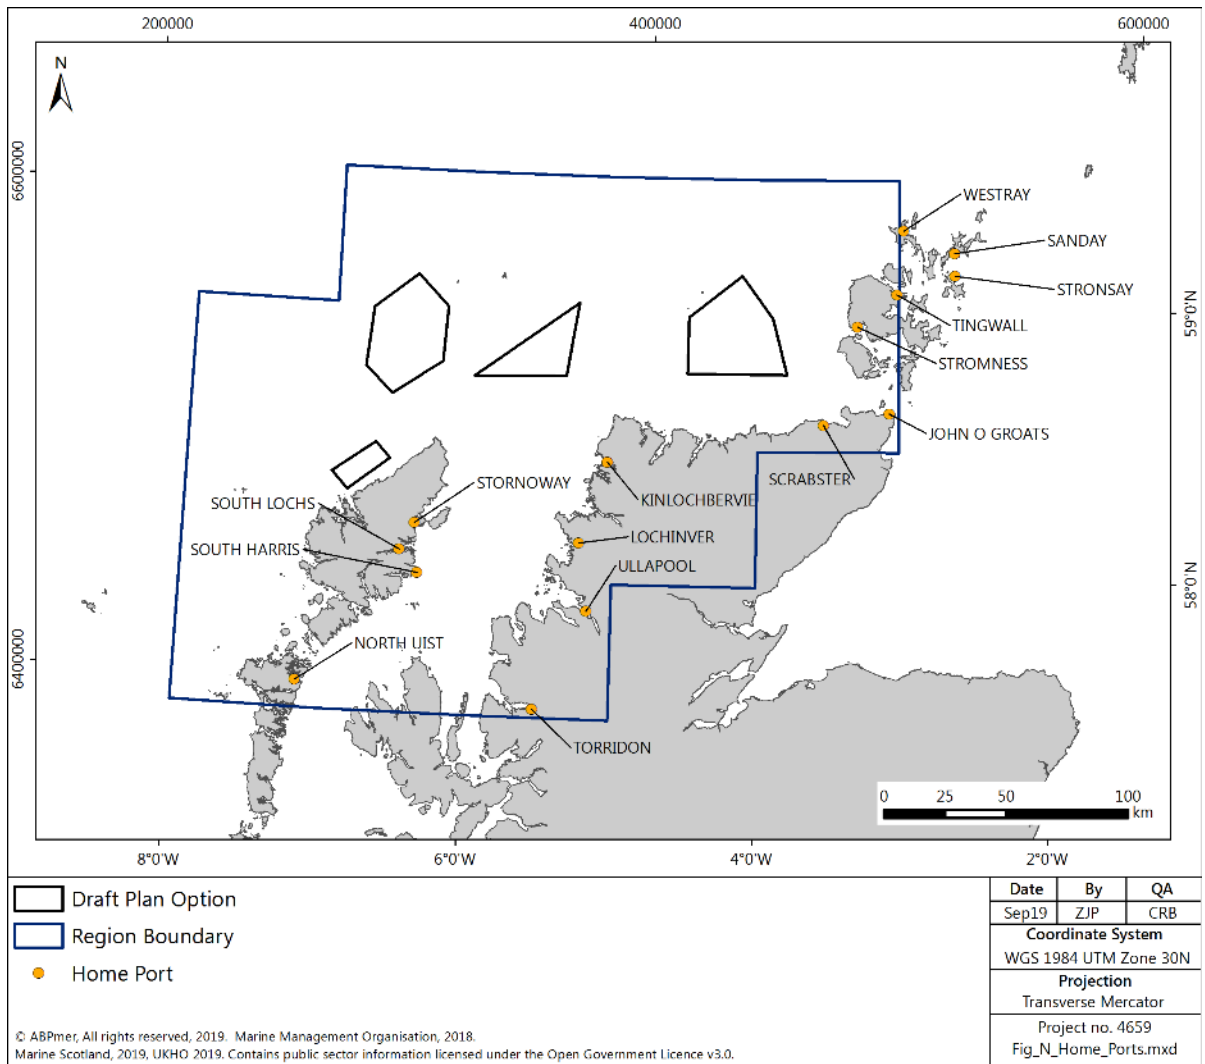 200000
400000
600000
N
6600000
WESTRAY
SANDAY
STRONSAY
59°0'N
TINGWALL
STROMNESS
JOHN O GROATS
SCRABSTER
STORNOWAY
KINLOCHBERVIE
SOUTH LOCHS
LOCHINVER
SOUTH HARRIS
ULLAPOOL
58°0'N
NORTH UIST
6400000
TORRIDON
0 25 50 100
km
8°0'W
6°0'W
4°0'W
2°0'W
Draft Plan Option
Region Boundary
Home Port
Date By QA
Sep19 ZJP CRB
Coordinate System
WGS 1984 UTM Zone 30N
Projection
Transverse Mercator
Project no. 4659
Fig_N_Home_Ports.mxd
© ABPmer, All rights reserved, 2019. Marine Management Organisation, 2018.
Marine Scotland, 2019, UKHO 2019. Contains public sector information licensed under the Open Government Licence v3.0.